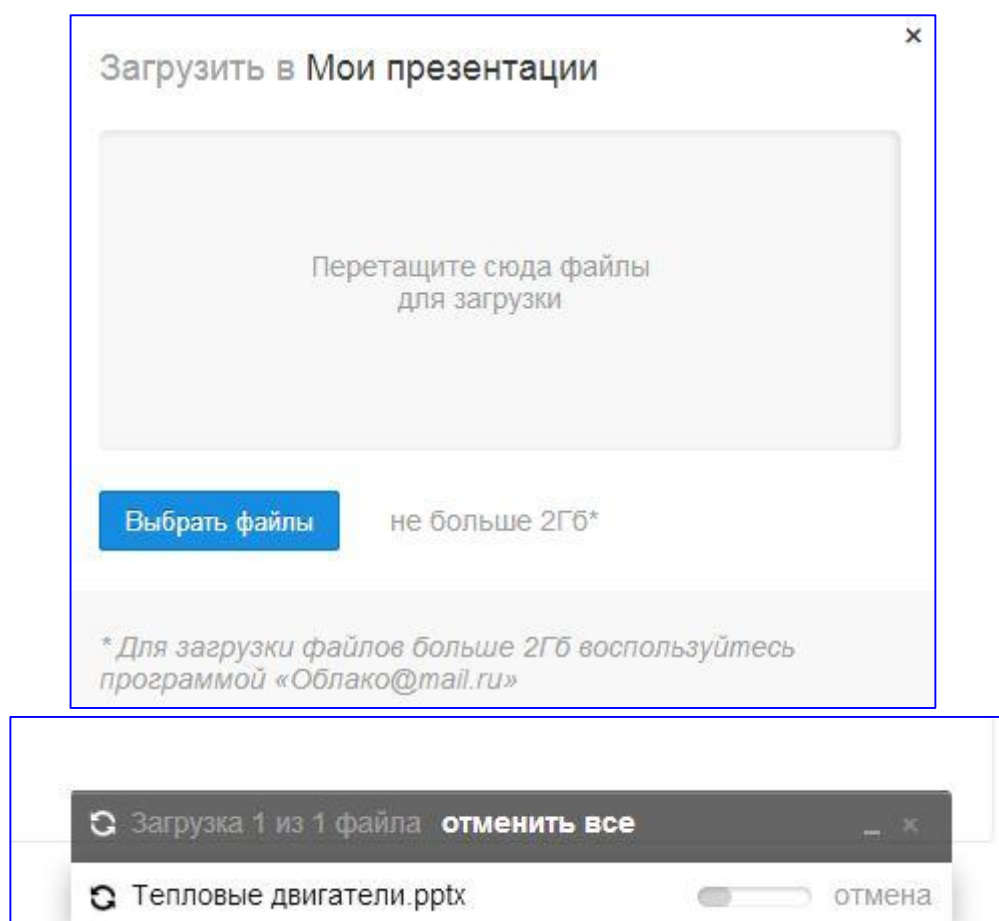 Загрузить в Мои презентации
Перетащите сюда файлы
для загрузки
Выбрать файлы не больше 2Гб*
* Для загрузки файлов больше 2Гб воспользуйтесь
программой «Облако@mail.ru»
Загрузка 1 из 1 файла отменить все
Тепловые двигатели.pptx отмена